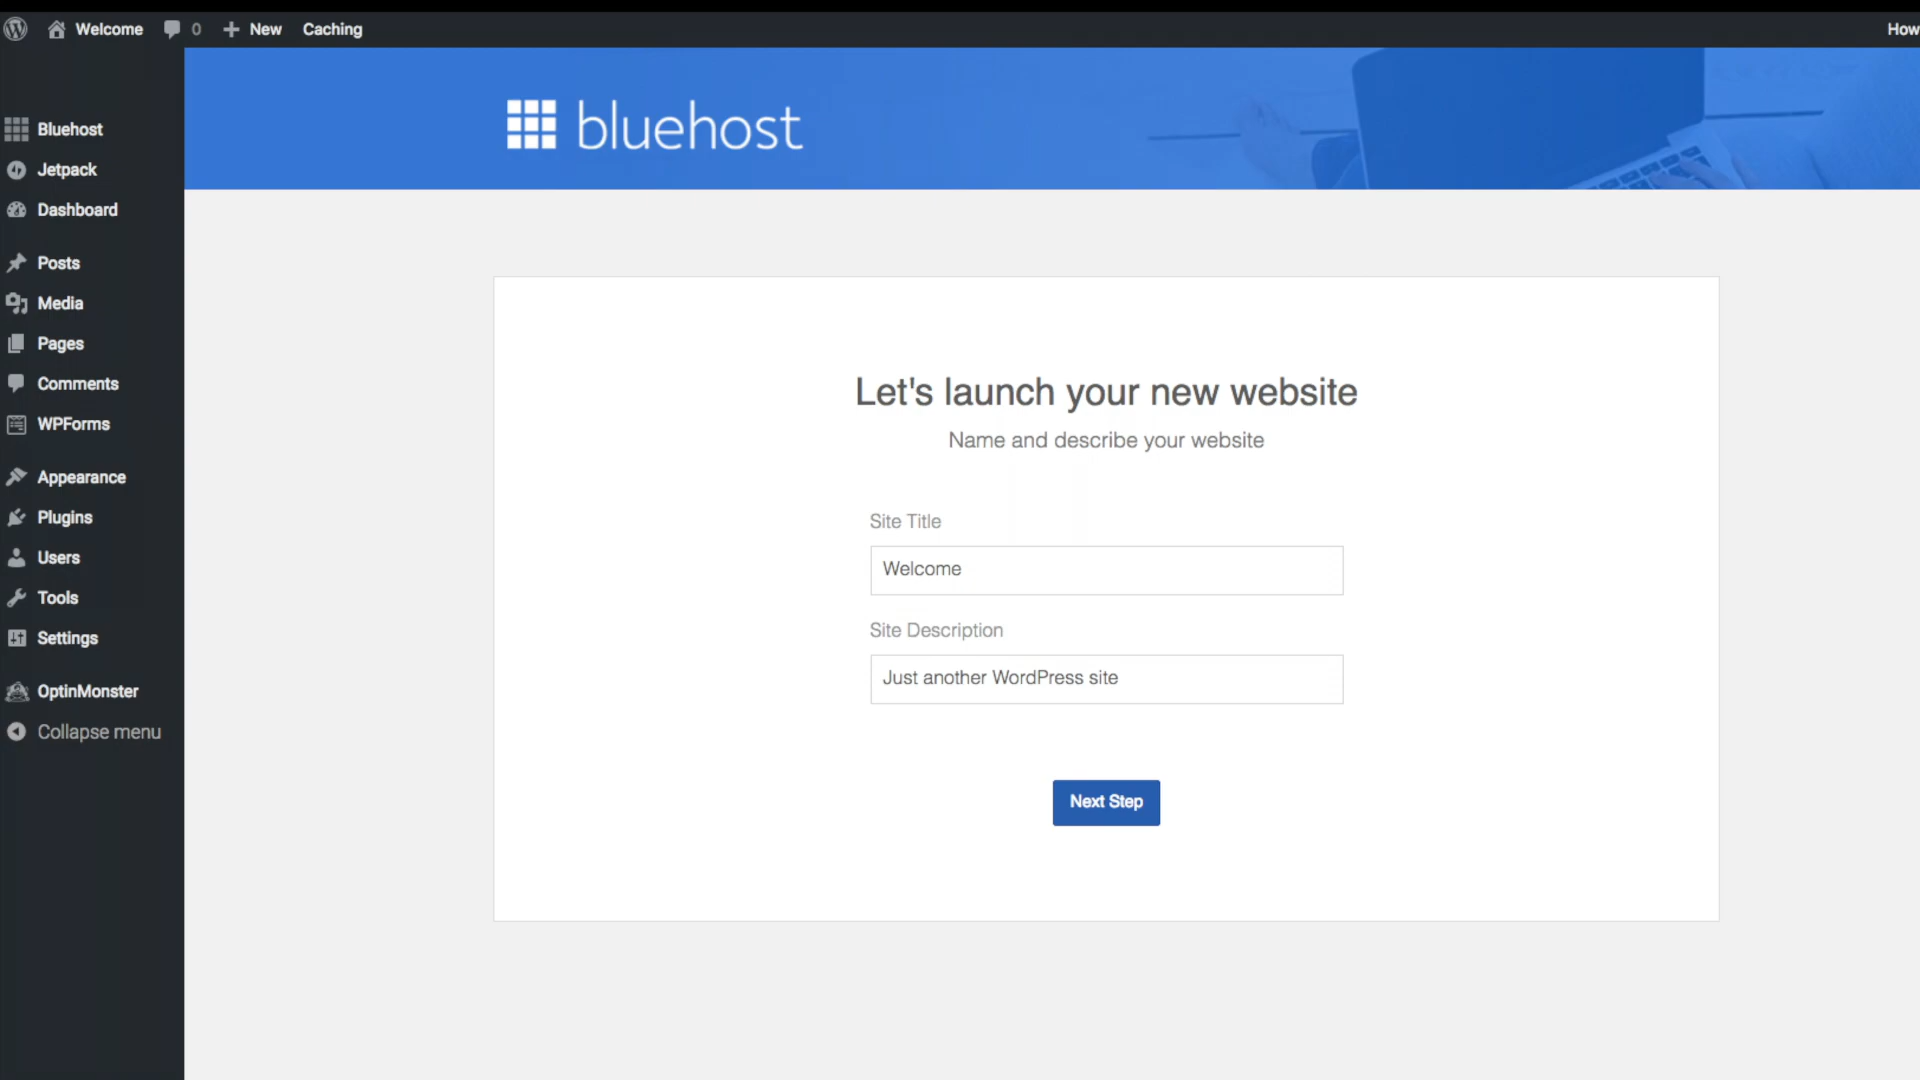 Welcome 0 New Caching How
bluehost
Bluehost
Jetpack
Dashboard
Posts
Media
Pages
Comments
WPForms
Appearance
Plugins
Users
Tools
Settings
OptinMonster
Collapse menu
Let's launch your new website
Name and describe your website
Site Title
Welcome
Site Description
Just another WordPress site
Next Step